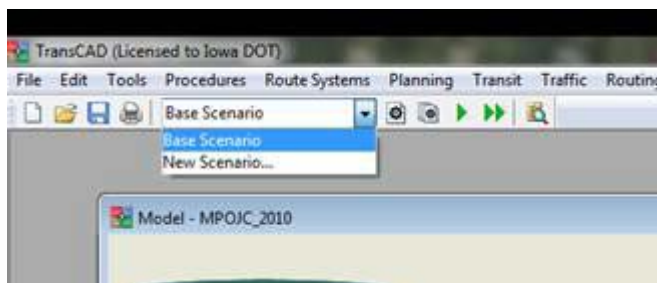 TransCAD (Licensed to Iowa DOT)
File Edit Tools Procedures Route Systems Planning Transit Traffic Routing
Base Scenario
Base Scenario
New Scenario...
Model - MPOJC_2010